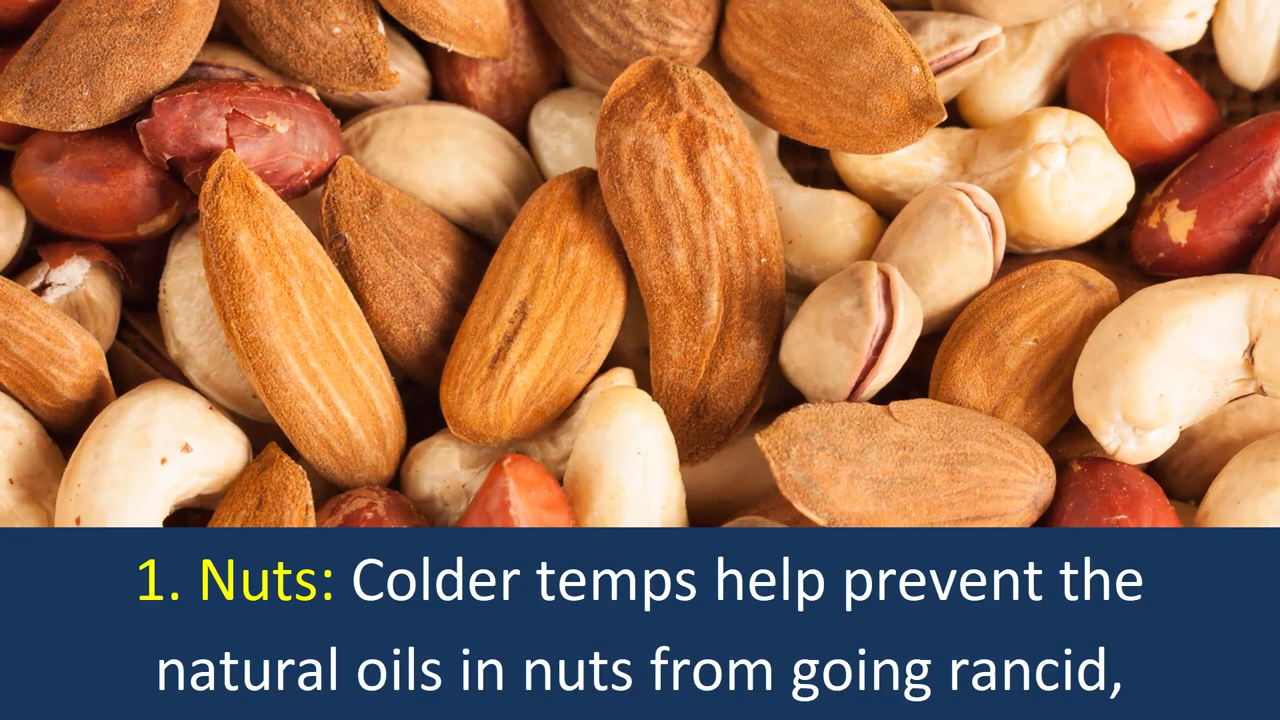 1. Nuts: Colder temps help prevent the
natural oils in nuts from going rancid,